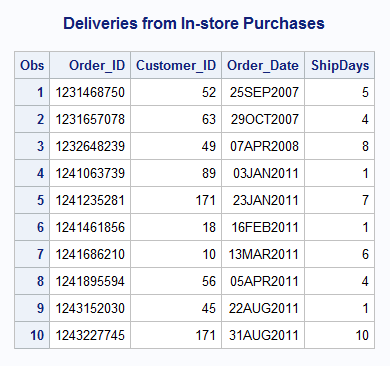 Deliveries from In-store Purchases
Obs Order_ID Customer_ID Order_Date ShipDays
1 1231468750 52 25SEP2007 5
2 1231657078 63 29OCT2007 4
3 1232648239 49 07APR2008 8
4 1241063739 89 03JAN2011 1
5 1241235281 171 23JAN2011 7
6 1241461856 18 16FEB2011 1
7 1241686210 10 13MAR2011 6
8 1241895594 56 05APR2011 4
9 1243152030 45 22AUG2011 1
10 1243227745 171 31AUG2011 10